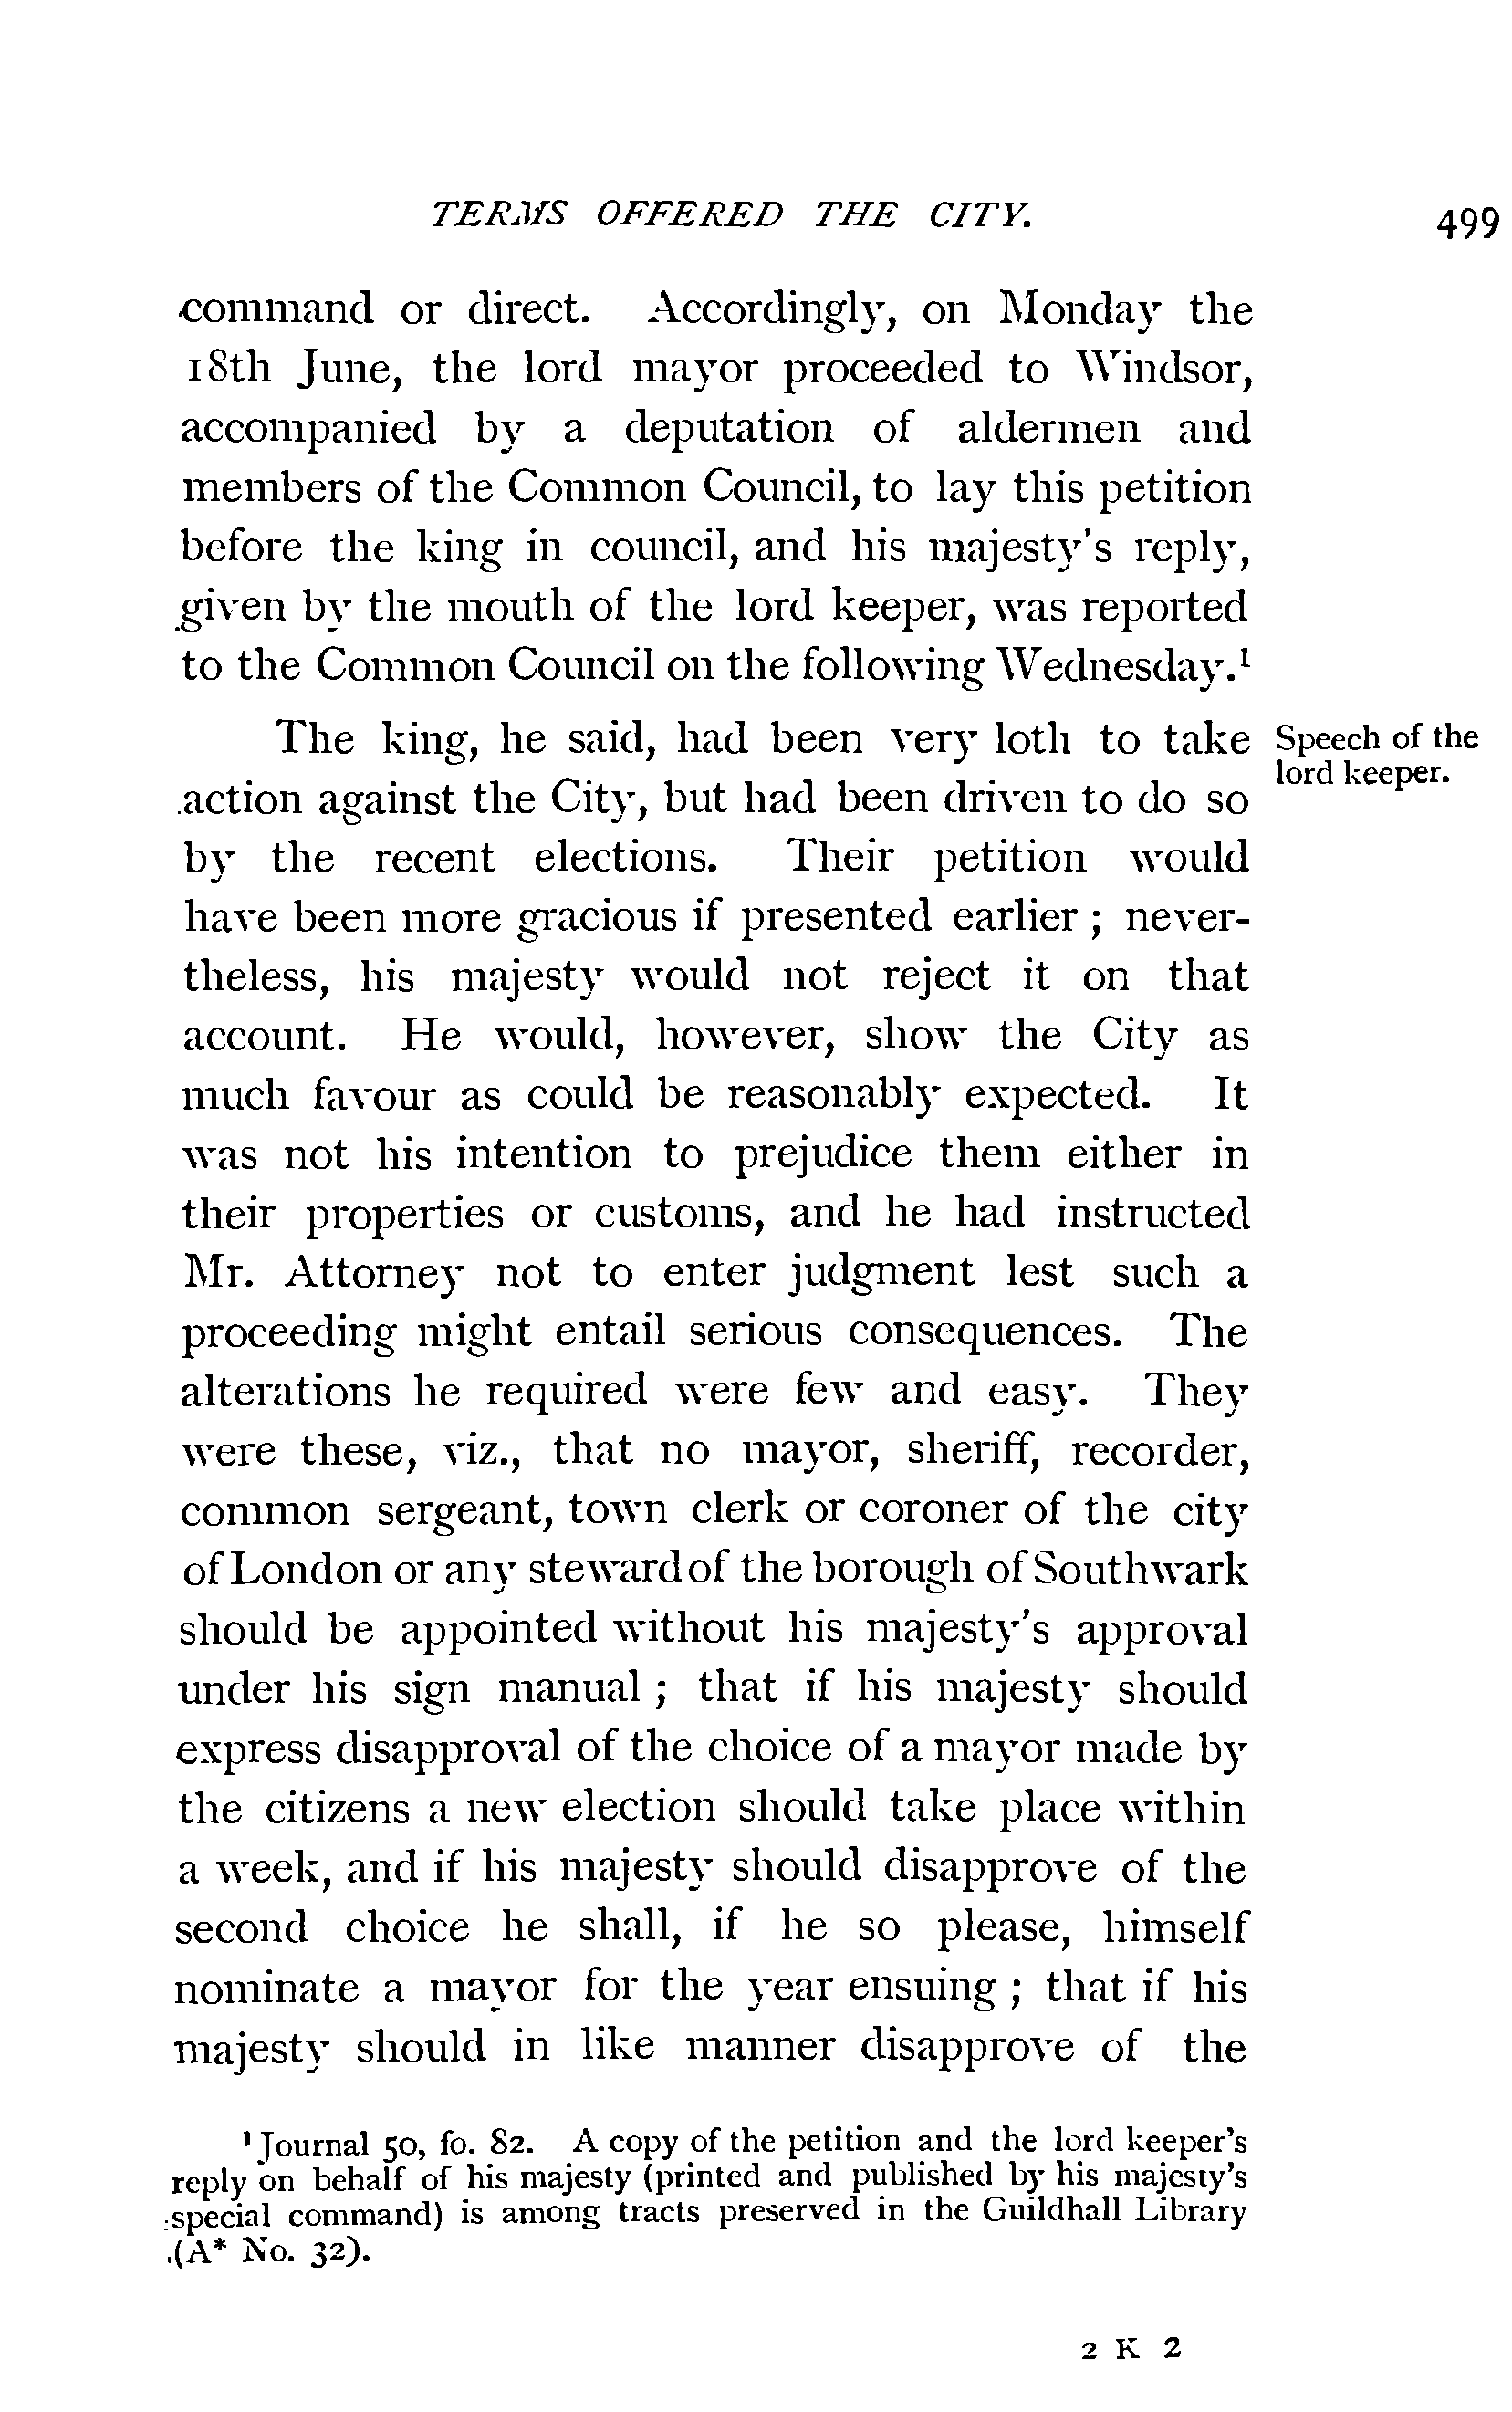 TERMS OFFERED THE CITY. 499
command or direct. Accordingly, on Monday the
18th June, the lord mayor proceeded to Windsor,
accompanied by a deputation of aldermen and
members of the Common Council, to lay this petition
before the king in council, and his majesty's reply,
given by the mouth of the lord keeper, was reported
to the Common Council on the following Wednesday.¹
The king, he said, had been very loth to take
action against the City, but had been driven to do so
by the recent elections. Their petition would
have been more gracious if presented earlier ; never-
theless, his majesty would not reject it on that
account. He would, however, show the City as
much favour as could be reasonably expected. It
was not his intention to prejudice them either in
their properties or customs, and he had instructed
Mr. Attorney not to enter judgment lest such a
proceeding might entail serious consequences. The
alterations he required were few and easy. They
were these, viz., that no mayor, sheriff, recorder,
common sergeant, town clerk or coroner of the city
of London or any steward of the borough of Southwark
should be appointed without his majesty's approval
under his sign manual ; that if his majesty should
express disapproval of the choice of a mayor made by
the citizens a new election should take place within
a week, and if his majesty should disapprove of the
second choice he shall, if he so please, himself
nominate a mayor for the year ensuing ; that if his
majesty should in like manner disapprove of the
Speech of the
lord keeper.
¹ Journal 50, fo. 82. A copy of the petition and the lord keeper's
reply on behalf of his majesty (printed and published by his majesty's
special command) is among tracts preserved in the Guildhall Library
(A* No. 32).
2 K 2